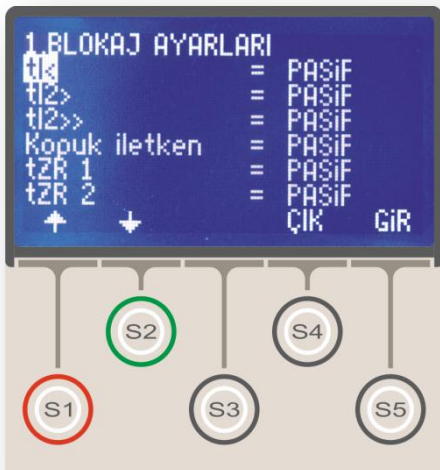 1.BLOKAJ AYARLARI
tI< = PASiF
tI2> = PASiF
tI2>> = PASiF
Kopuk iletken = PASiF
tZR 1 = PASiF
tZR 2 = PASiF
ÇIK GiR
S2 S4
S1 S3 S5